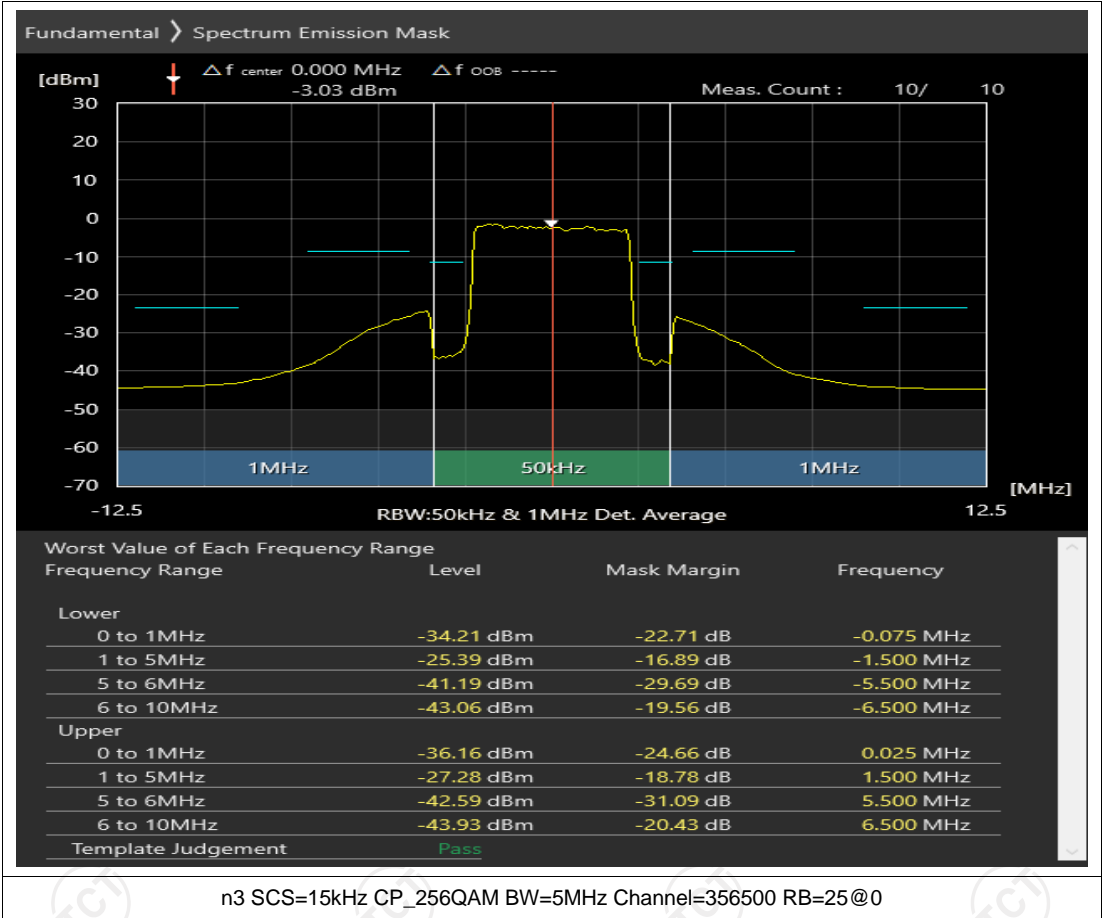 Fundamental ❯ Spectrum Emission Mask
[dBm] △f center 0.000 MHz △f OOB -----
-3.03 dBm Meas. Count : 10/ 10
30
20
10
0
-10
-20
-30
-40
-50
-60
1MHz 50kHz 1MHz
-70
[MHz]
-12.5 RBW:50kHz & 1MHz Det. Average 12.5
Worst Value of Each Frequency Range
Frequency Range Level Mask Margin Frequency
Lower
0 to 1MHz -34.21 dBm -22.71 dB -0.075 MHz
1 to 5MHz -25.39 dBm -16.89 dB -1.500 MHz
5 to 6MHz -41.19 dBm -29.69 dB -5.500 MHz
6 to 10MHz -43.06 dBm -19.56 dB -6.500 MHz
Upper
0 to 1MHz -36.16 dBm -24.66 dB 0.025 MHz
1 to 5MHz -27.28 dBm -18.78 dB 1.500 MHz
5 to 6MHz -42.59 dBm -31.09 dB 5.500 MHz
6 to 10MHz -43.93 dBm -20.43 dB 6.500 MHz
Template Judgement Pass
n3 SCS=15kHz CP_256QAM BW=5MHz Channel=356500 RB=25@0
TCT TCT TCT TCT